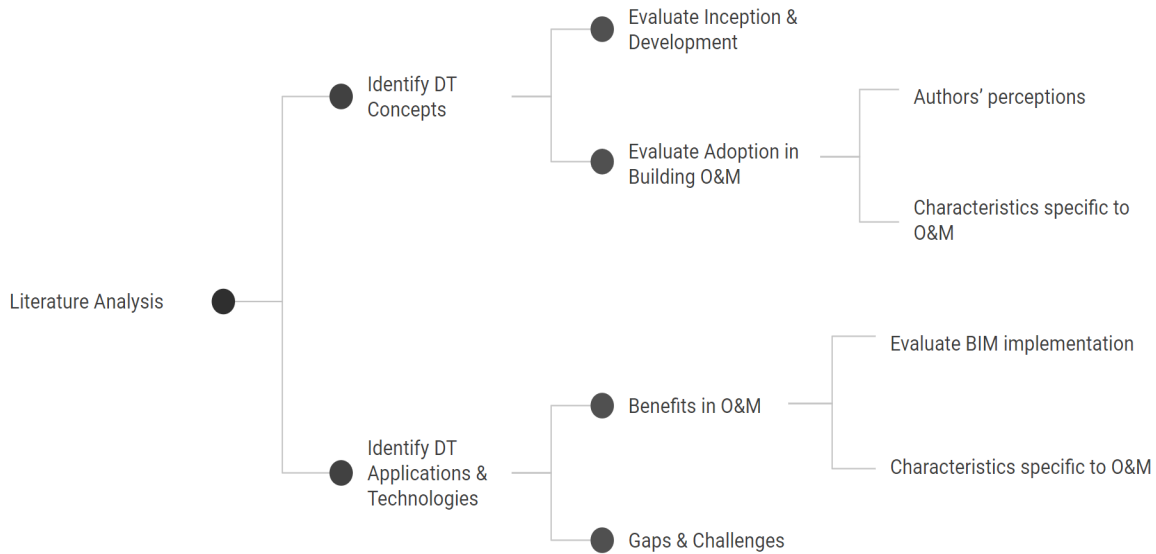 Literature Analysis
Identify DT
Concepts
Evaluate Inception &
Development
Evaluate Adoption in
Building O&M
Authors’ perceptions
Characteristics specific to
O&M
Identify DT
Applications &
Technologies
Benefits in O&M
Evaluate BIM implementation
Characteristics specific to O&M
Gaps & Challenges